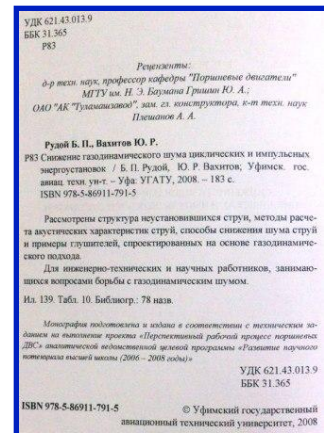 УДК 621.43.013.9
ББК 31.365
Р83
Рецензенты:
д-р техн. наук, профессор кафедры "Поршневые двигатели"
МГТУ им. Н. Э. Баумана Гришин Ю. А.;
ОАО "АК "Туламашзавод", зам. гл. конструктора, к-т техн. наук
Плешанов А. А.
Рудой Б. П., Вахитов Ю. Р.
Р83 Снижение газодинамического шума циклических и импульсных
энергоустановок / Б. П. Рудой, Ю. Р. Вахитов; Уфимск. гос.
авиац. техн. ун-т. – Уфа: УГАТУ, 2008. – 183 с.
ISBN 978-5-86911-791-5
Рассмотрены структура неустановившихся струи, методы расче-
та акустических характеристик струй, способы снижения шума струй
и примеры глушителей, спроектированных на основе газодинамиче-
ского подхода.
Для инженерно-технических и научных работников, занимаю-
щихся вопросами борьбы с газодинамическим шумом.
Ил. 139. Табл. 10. Библиогр.: 78 назв.
Монография подготовлена и издана в соответствии с техническим за-
данием на выполнение проекта «Перспективный рабочий процесс поршневых
ДВС» аналитической ведомственной целевой программы «Развитие научного
потенциала высшей школы (2006 – 2008 годы)»
УДК 621.43.013.9
ББК 31.365
ISBN 978-5-86911-791-5
© Уфимский государственный
авиационный технический университет, 2008